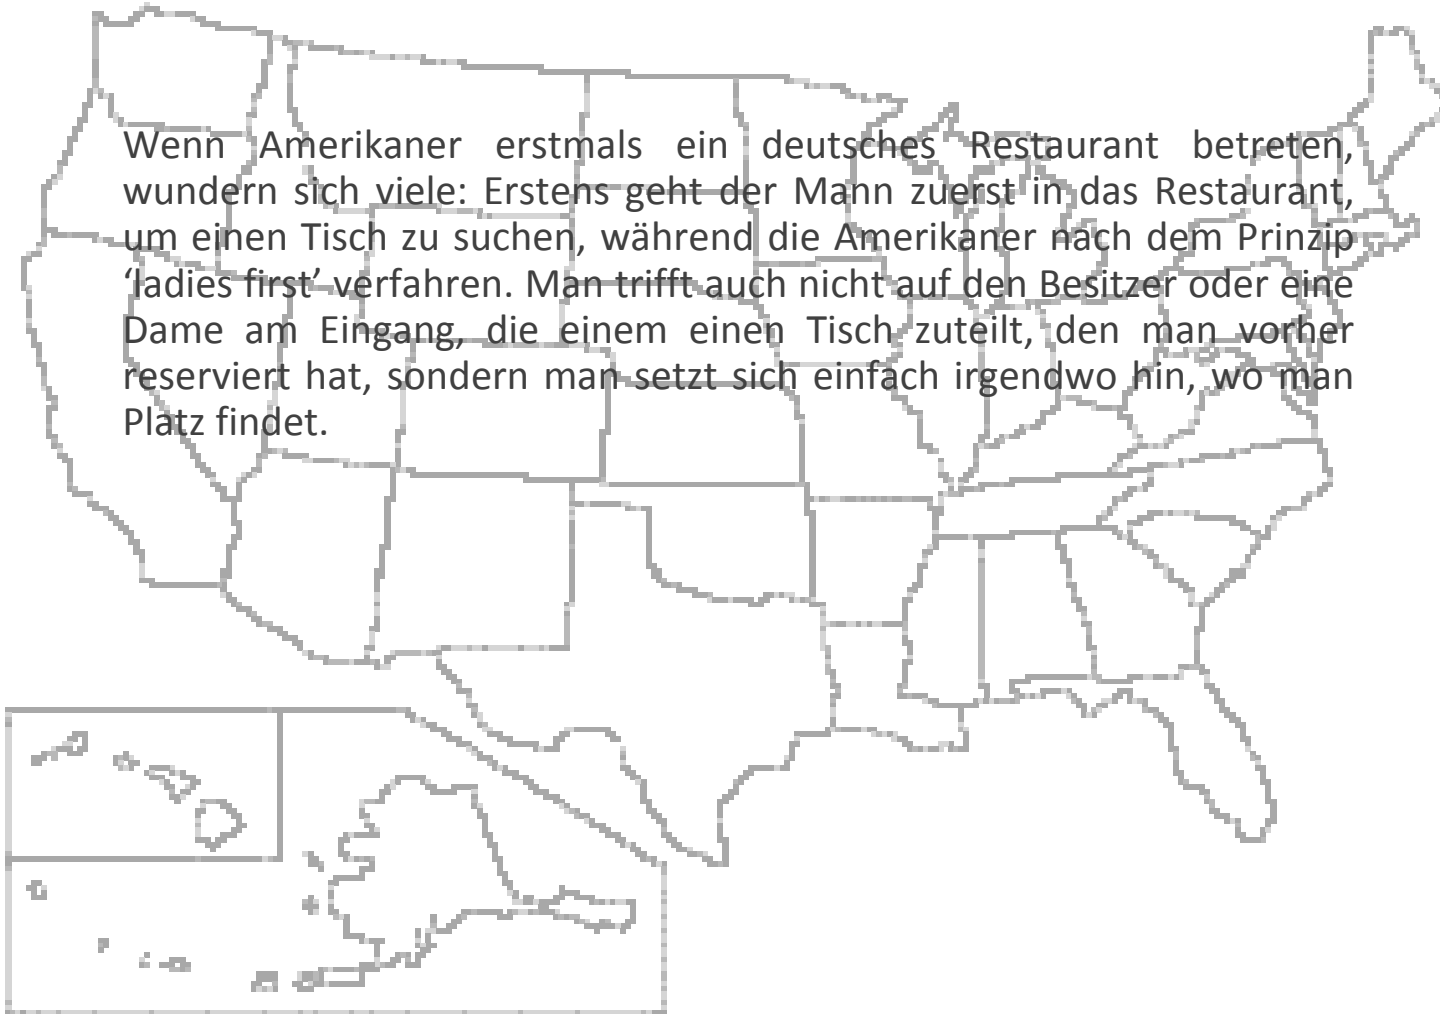 Wenn Amerikaner erstmals ein deutsches Restaurant betreten,
wundern sich viele: Erstens geht der Mann zuerst in das Restaurant,
um einen Tisch zu suchen, während die Amerikaner nach dem Prinzip
‘ladies first’ verfahren. Man trifft auch nicht auf den Besitzer oder eine
Dame am Eingang, die einem einen Tisch zuteilt, den man vorher
reserviert hat, sondern man setzt sich einfach irgendwo hin, wo man
Platz findet.